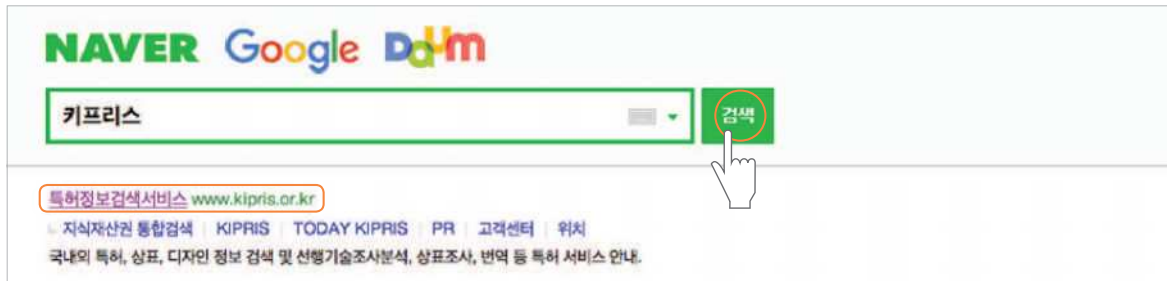 NAVER Google Daum
키프리스 검색
특허정보검색서비스 www.kipris.or.kr
지식재산권 통합검색 | KIPRIS | TODAY KIPRIS | PR | 고객센터 | 위치
국내외 특허, 상표, 디자인 정보 검색 및 선행기술조사분석, 상표조사, 번역 등 특허 서비스 안내.